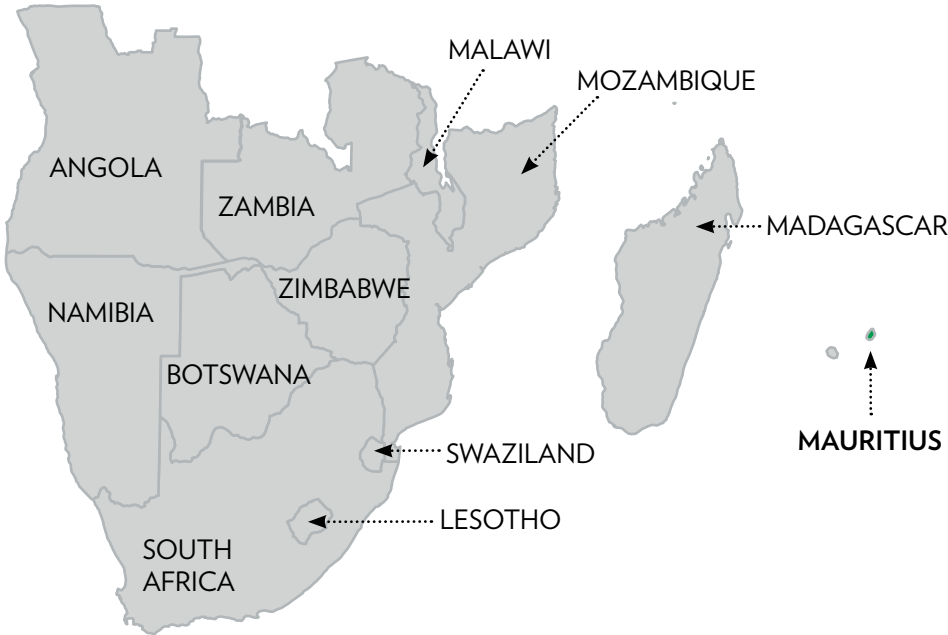 MALAWI
MOZAMBIQUE
ANGOLA
ZAMBIA
MADAGASCAR
ZIMBABWE
NAMIBIA
BOTSWANA
MAURITIUS
SWAZILAND
LESOTHO
SOUTH
AFRICA